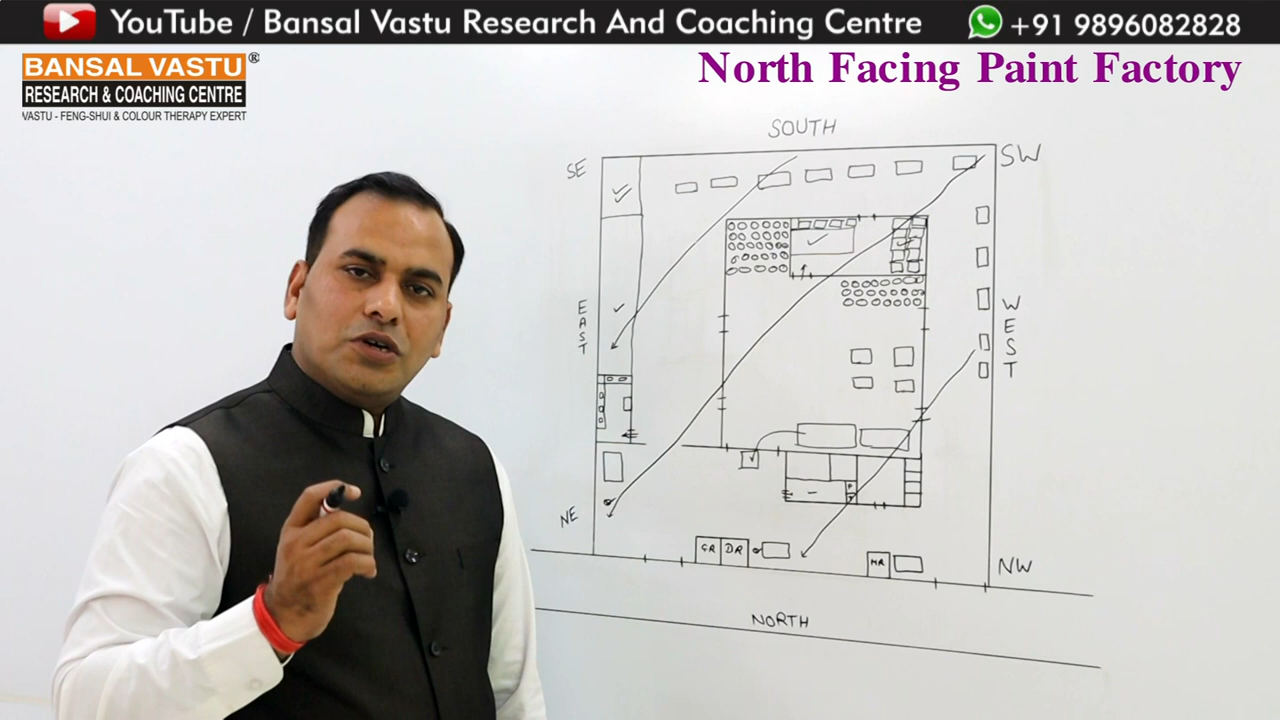 YouTube / Bansal Vastu Research And Coaching Centre
+91 9896082828
BANSAL VASTU®
RESEARCH & COACHING CENTRE
VASTU - FENG-SHUI & COLOUR THERAPY EXPERT
North Facing Paint Factory
SOUTH
SE
SW
EAST
WEST
NE
GR DR
MR
NW
NORTH